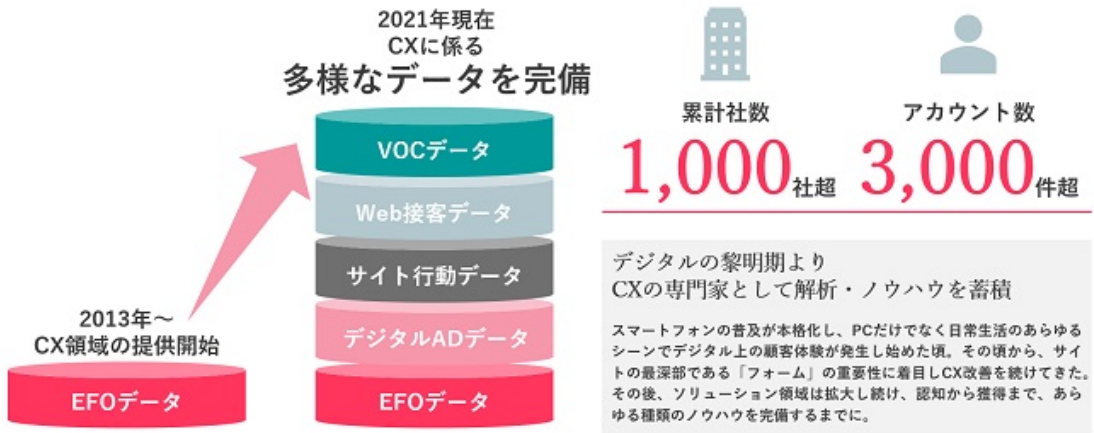 2013年～
CX領域の提供開始
EFOデータ
2021年現在
CXに係る
多様なデータを完備
VOCデータ
Web接客データ
サイト行動データ
デジタルADデータ
EFOデータ
累計社数
1,000社超
アカウント数
3,000件超
デジタルの黎明期より
CXの専門家として解析・ノウハウを蓄積
スマートフォンの普及が本格化し、PCだけでなく日常生活のあらゆる
シーンでデジタル上の顧客体験が発生し始めた頃。その頃から、サイ
トの最深部である「フォーム」の重要性に着目しCX改善を続けてきた。
その後、ソリューション領域は拡大し続け、認知から獲得まで、あら
ゆる種類のノウハウを完備するまでに。